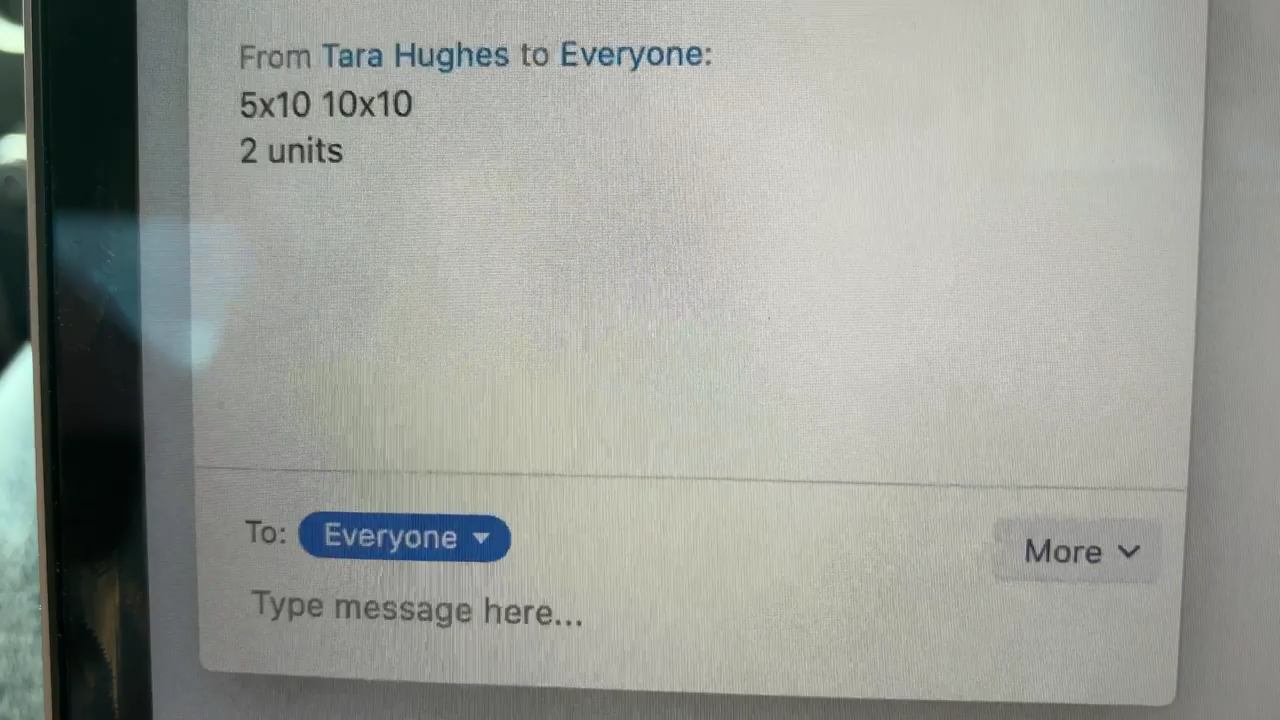 From Tara Hughes to Everyone:
5x10 10x10
2 units
To: Everyone
More
Type message here...